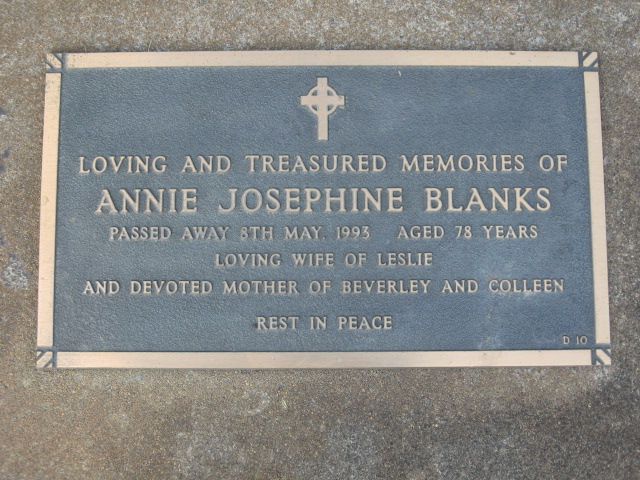 LOVING AND TREASURED MEMORIES OF
ANNIE JOSEPHINE BLANKS
PASSED AWAY 8TH MAY, 1993 AGED 78 YEARS
LOVING WIFE OF LESLIE
AND DEVOTED MOTHER OF BEVERLEY AND COLLEEN
REST IN PEACE
D 10